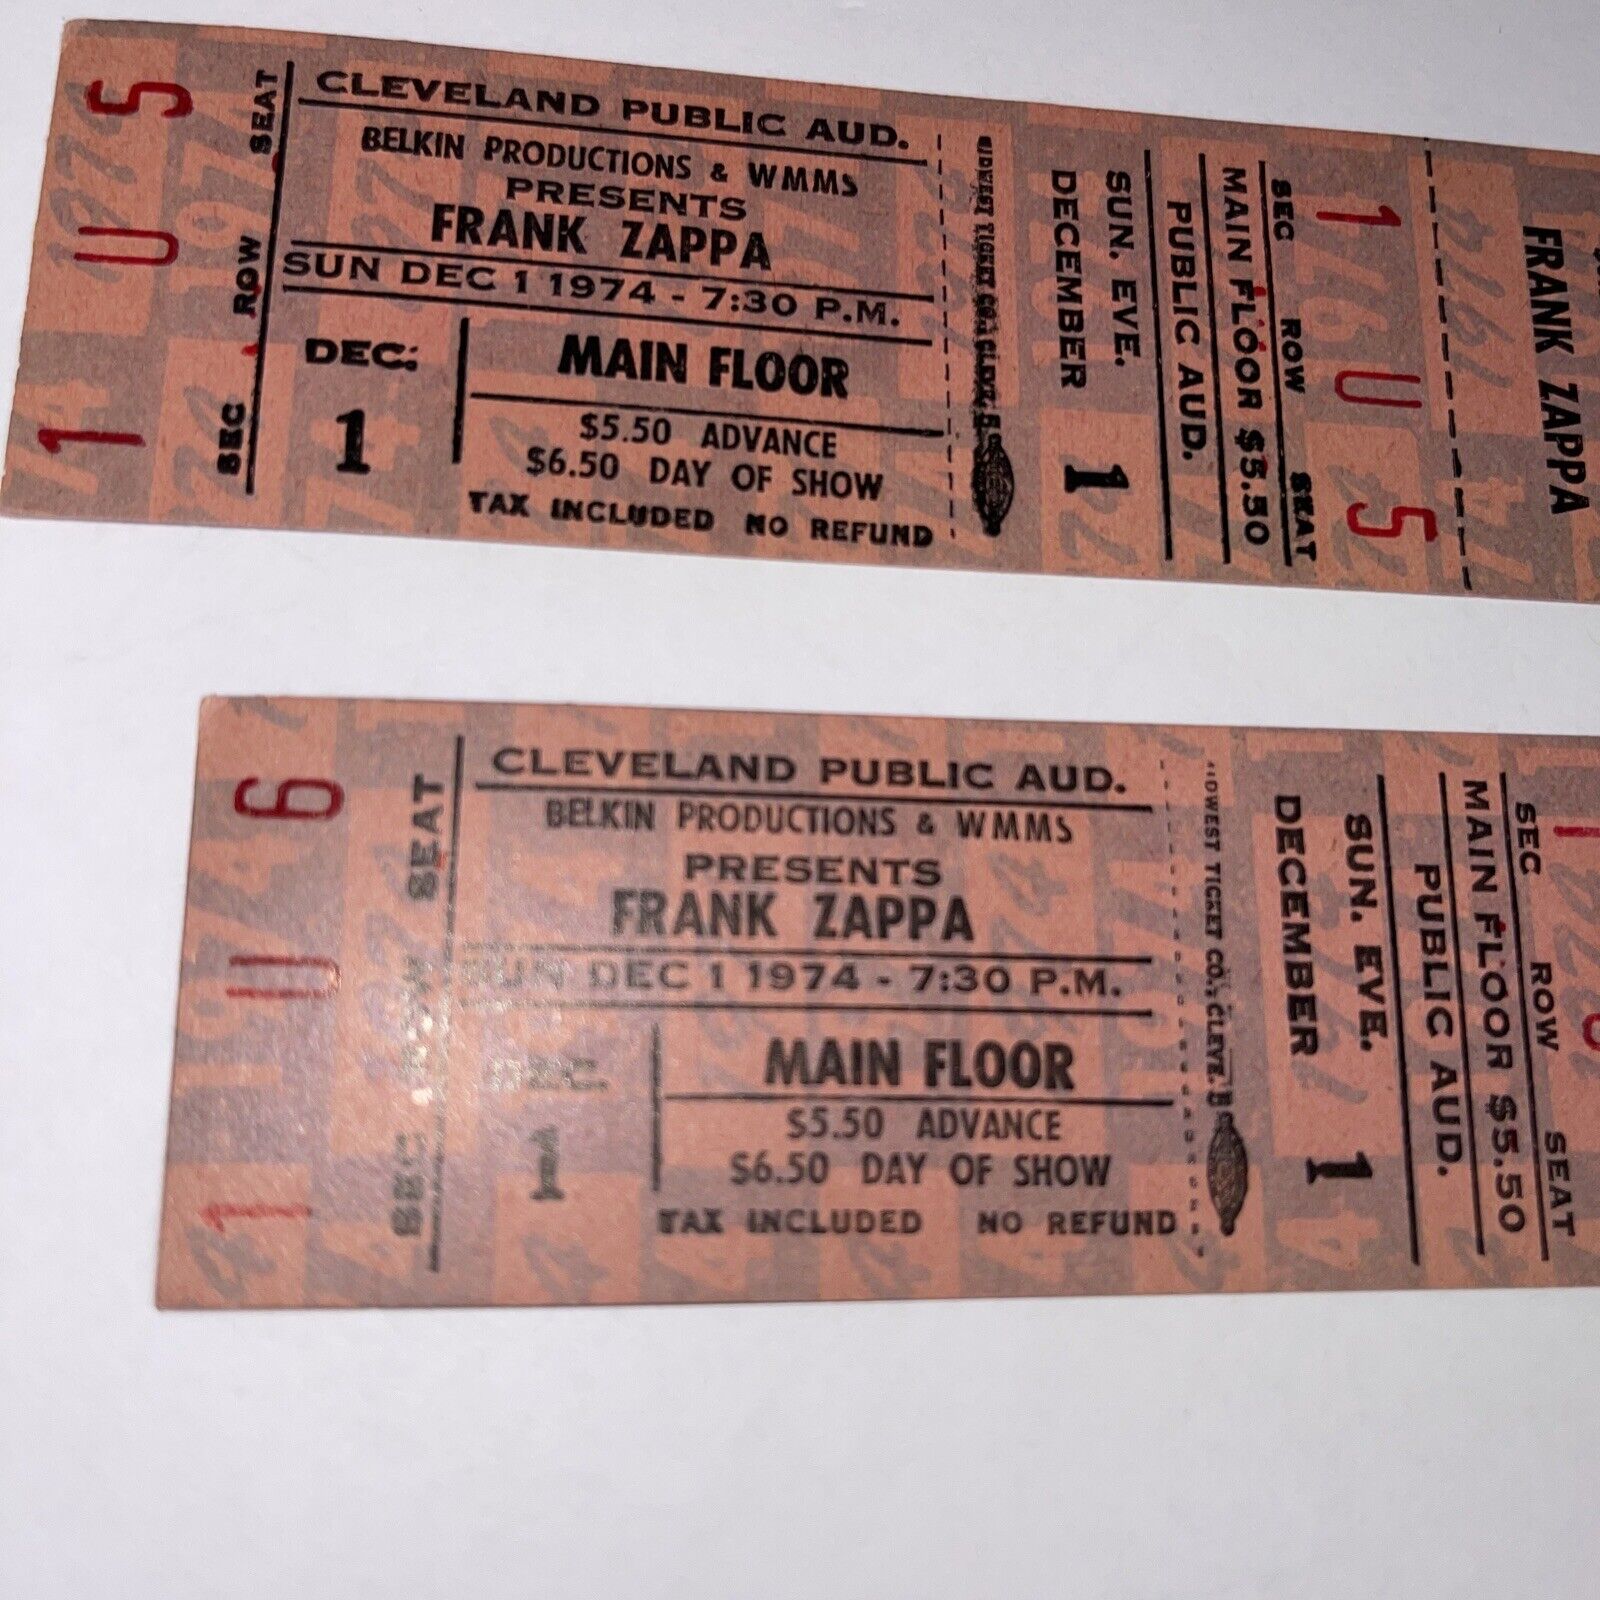 5
U
1
SEAT
ROW
SEC
CLEVELAND PUBLIC AUD.
BELKIN PRODUCTIONS & WMMS
PRESENTS
FRANK ZAPPA
SUN DEC 1 1974 - 7:30 P.M.
DEC:
1
MAIN FLOOR
$5.50 ADVANCE
$6.50 DAY OF SHOW
TAX INCLUDED NO REFUND
MIDWEST TICKET CO., CLEVE.
DECEMBER 1
SUN. EVE.
PUBLIC AUD.
MAIN FLOOR $5.50
SEC ROW SEAT
1 U 5
FRANK ZAPPA
6
U
1
SEAT
ROW
SEC
CLEVELAND PUBLIC AUD.
BELKIN PRODUCTIONS & WMMS
PRESENTS
FRANK ZAPPA
SUN DEC 1 1974 - 7:30 P.M.
DEC
1
MAIN FLOOR
$5.50 ADVANCE
$6.50 DAY OF SHOW
TAX INCLUDED NO REFUND
IDWEST TICKET CO., CLEVE.
DECEMBER 1
SUN. EVE.
PUBLIC AUD.
MAIN FLOOR $5.50
SEC ROW SEAT
1